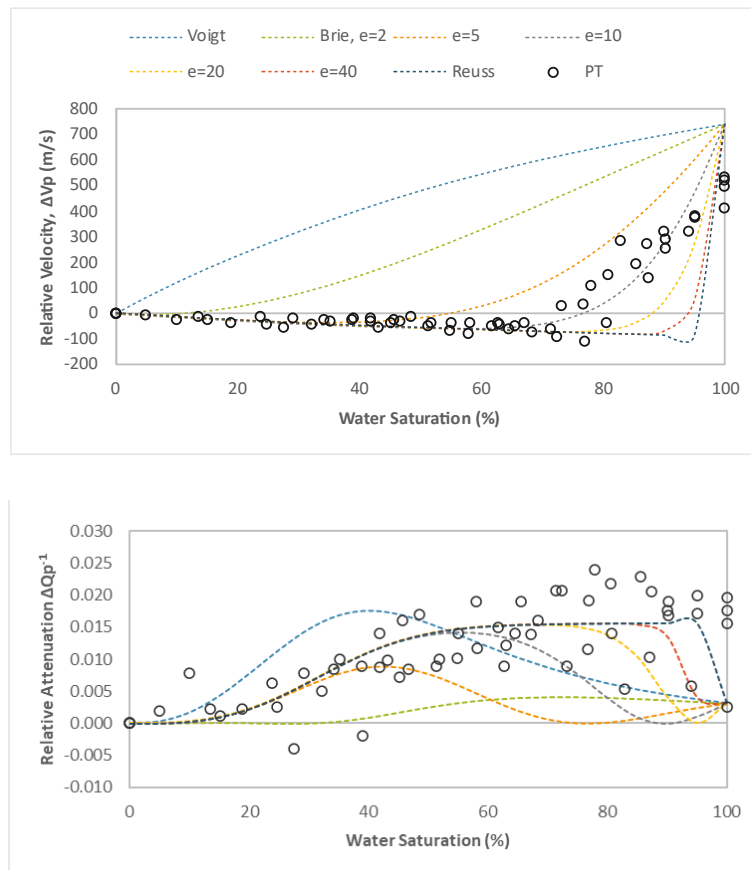 Voigt Brie, e=2 e=5 e=10
e=20 e=40 Reuss PT
800
700
600
500
400
300
200
100
0
-100
-200
Relative Velocity, ΔVp (m/s)
0 20 40 60 80 100
Water Saturation (%)
0.030
0.025
0.020
0.015
0.010
0.005
0.000
-0.005
-0.010
Relative Attenuation ΔQp⁻¹
0 20 40 60 80 100
Water Saturation (%)